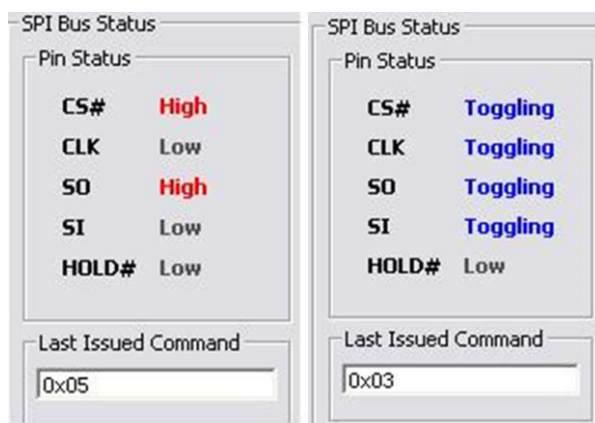 SPI Bus Status
Pin Status
CS# High
CLK Low
SO High
SI Low
HOLD# Low
Last Issued Command
0x05
SPI Bus Status
Pin Status
CS# Toggling
CLK Toggling
SO Toggling
SI Toggling
HOLD# Low
Last Issued Command
0x03